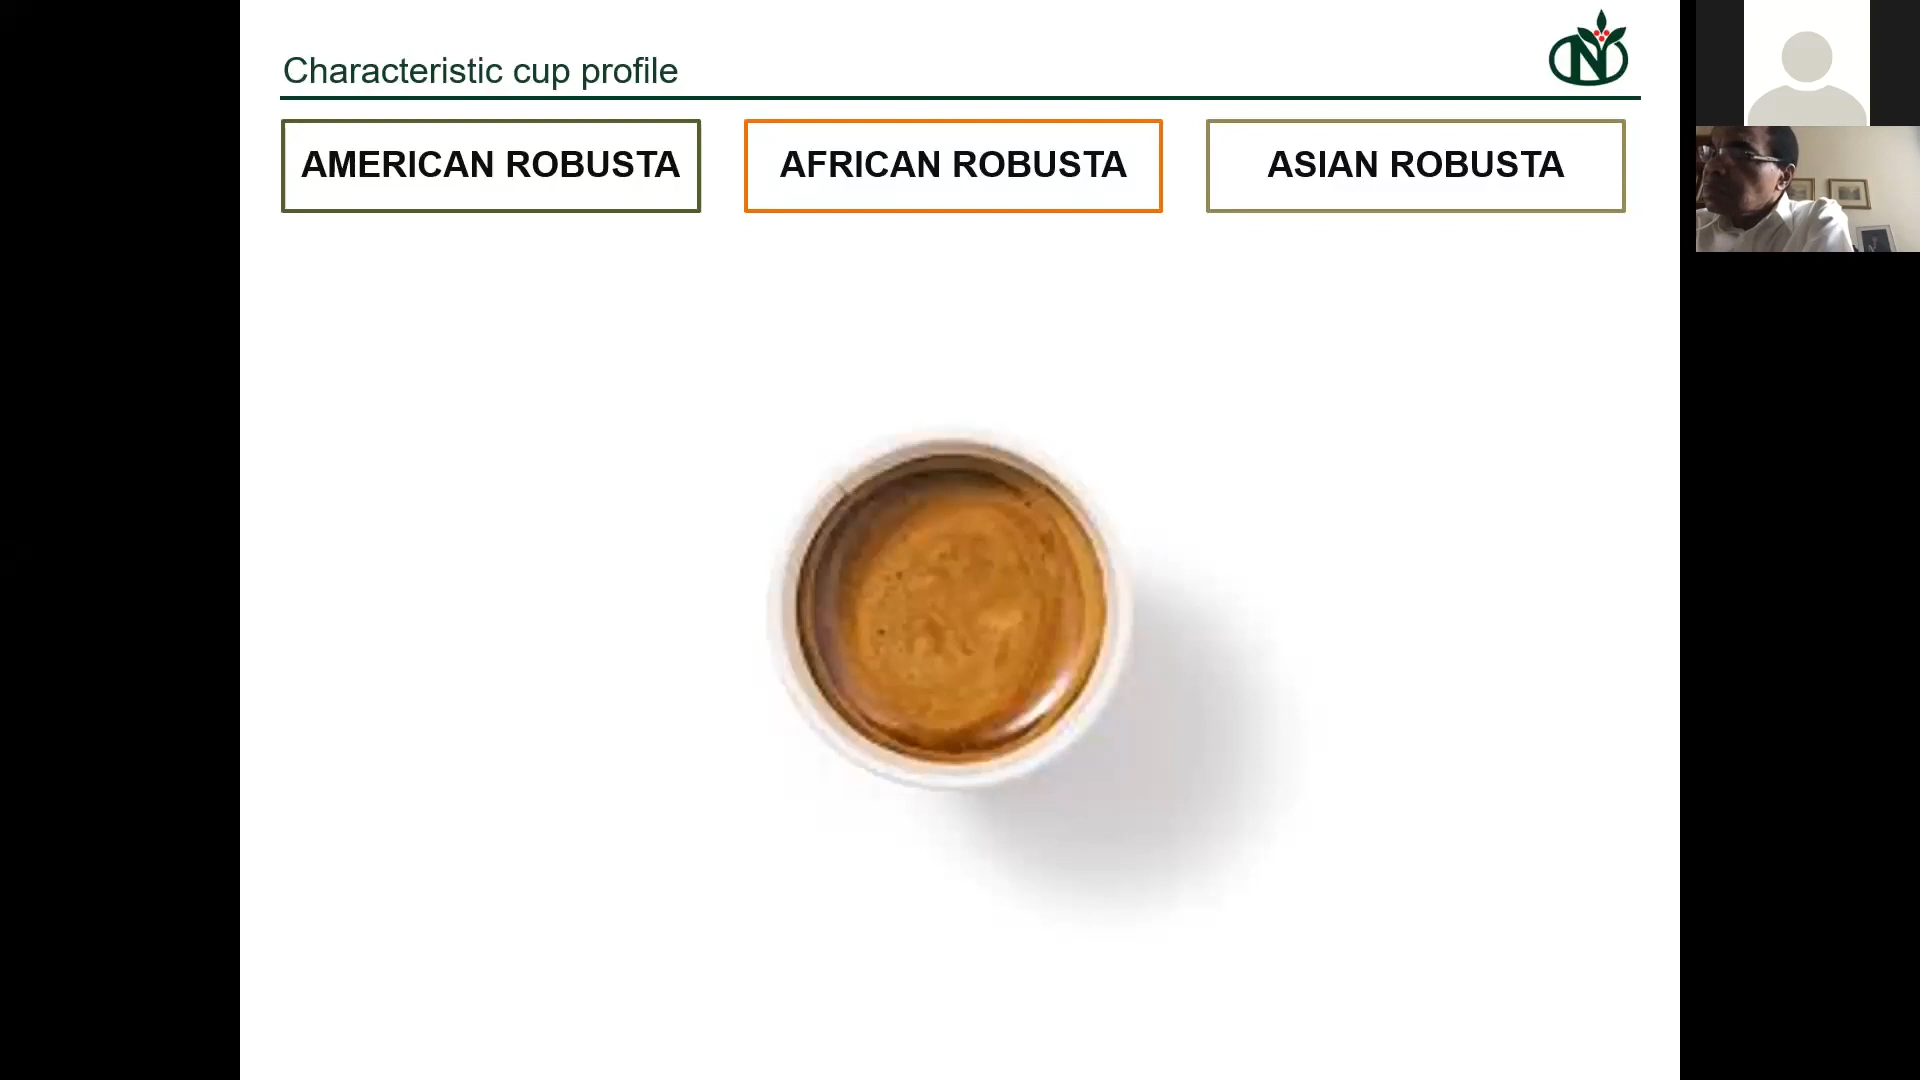 Characteristic cup profile
N
AMERICAN ROBUSTA
AFRICAN ROBUSTA
ASIAN ROBUSTA